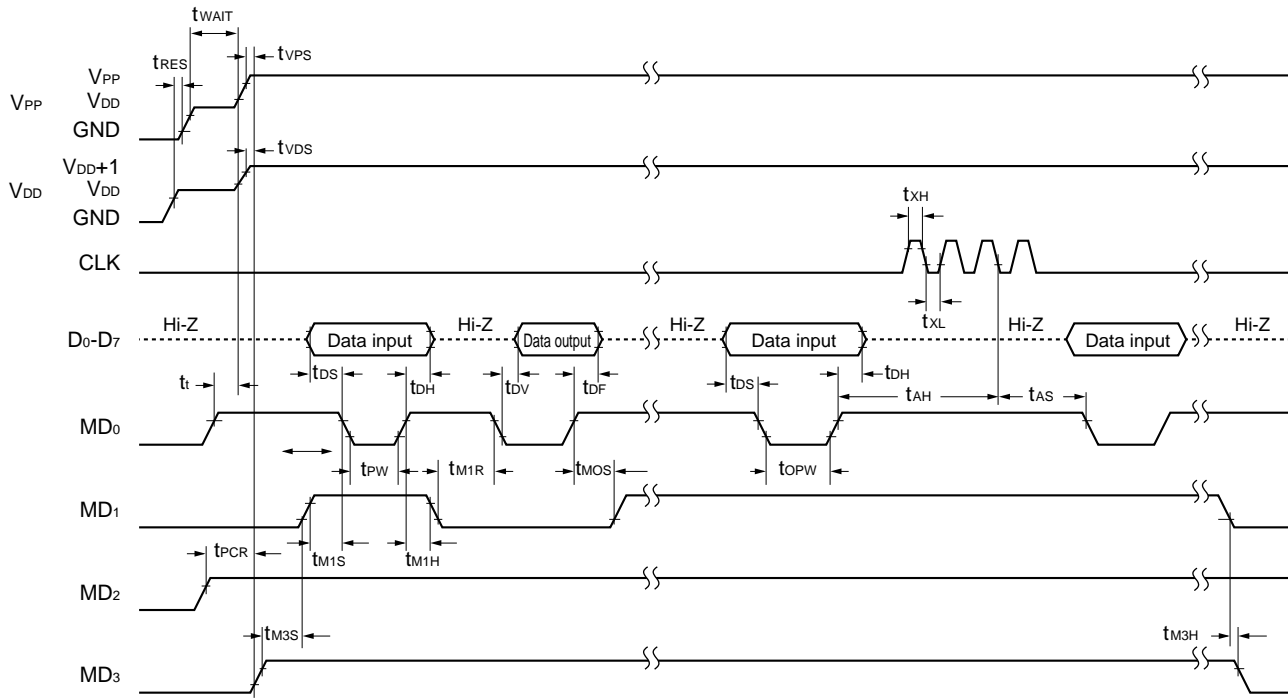 tWAIT
tVPS
tRES
VPP
VPP
VDD
GND
tVDS
VDD+1
VDD
VDD
GND
tXH
CLK
tXL
Hi-Z
Hi-Z
Hi-Z
Hi-Z
Hi-Z
D0-D7
Data input
Data output
Data input
Data input
tt
tDS
tDH
tDV
tDF
tDS
tDH
tAH
tAS
MD0
tPW
tM1R
tMOS
tOPW
MD1
tPCR
tM1S
tM1H
MD2
tM3S
tM3H
MD3